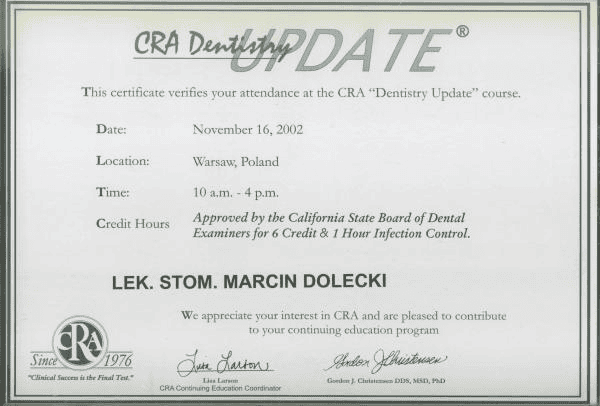 CRA Dentistry UPDATE®
This certificate verifies your attendance at the CRA “Dentistry Update” course.
Date: November 16, 2002
Location: Warsaw, Poland
Time: 10 a.m. - 4 p.m.
Credit Hours Approved by the California State Board of Dental
Examiners for 6 Credit & 1 Hour Infection Control.
LEK. STOM. MARCIN DOLECKI
We appreciate your interest in CRA and are pleased to contribute
to your continuing education program
CRA
Since 1976
"Clinical Success is the Final Test."
Lisa Larson
Lisa Larson
CRA Continuing Education Coordinator
Gordon J Christensen
Gordon J. Christensen DDS, MSD, PhD